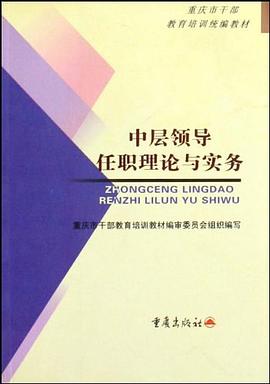 重庆市干部
教育培训统编教材
中层领导
任职理论与实务
ZHONGCENG LINGDAO
RENZHI LILUN YU SHIWU
重庆市干部教育培训教材编审委员会组织编写
重庆出版社